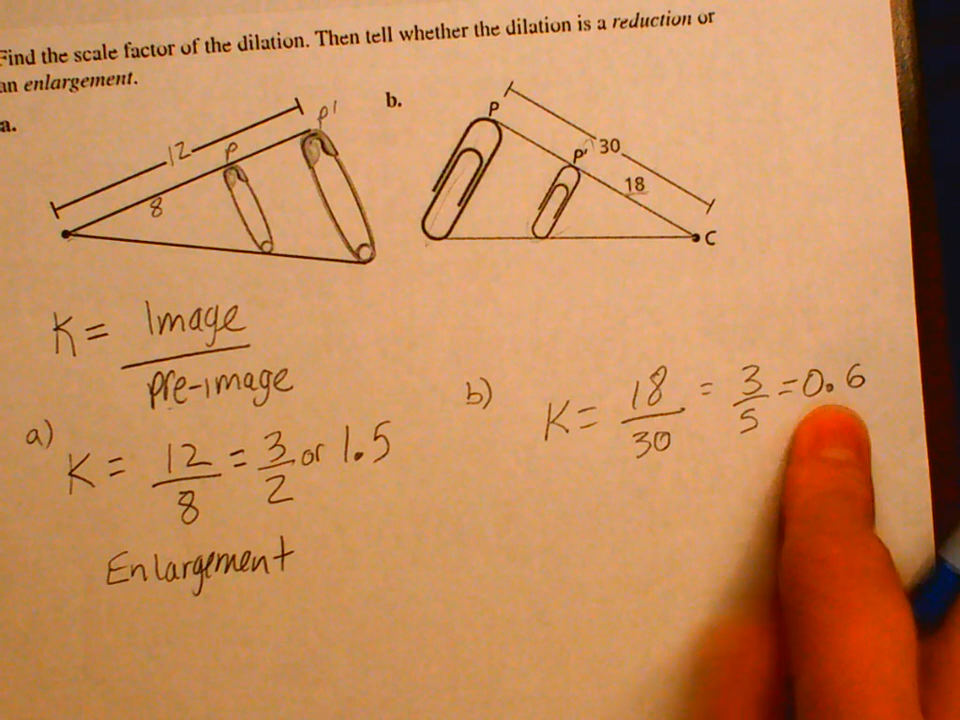 Find the scale factor of the dilation. Then tell whether the dilation is a reduction or
an enlargement.
a.
12
P
P'
8
b.
P
P'
30
18
C
K = Image / pre-image
a)
K = 12/8 = 3/2 or 1.5
Enlargement
b)
K = 18/30 = 3/5 = 0.6